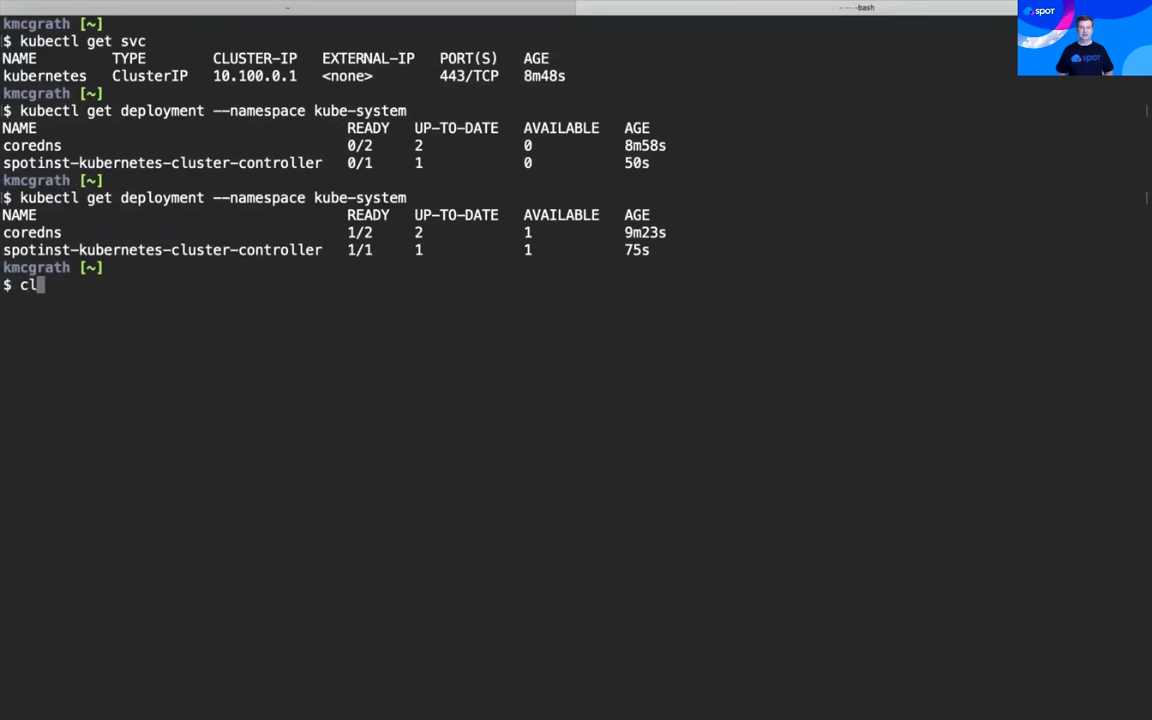 ~
~ — -bash
spot
kmcgrath [~]
$ kubectl get svc
NAME TYPE CLUSTER-IP EXTERNAL-IP PORT(S) AGE
kubernetes ClusterIP 10.100.0.1 <none> 443/TCP 8m48s
kmcgrath [~]
$ kubectl get deployment --namespace kube-system
NAME READY UP-TO-DATE AVAILABLE AGE
coredns 0/2 2 0 8m58s
spotinst-kubernetes-cluster-controller 0/1 1 0 50s
kmcgrath [~]
$ kubectl get deployment --namespace kube-system
NAME READY UP-TO-DATE AVAILABLE AGE
coredns 1/2 2 1 9m23s
spotinst-kubernetes-cluster-controller 1/1 1 1 75s
kmcgrath [~]
$ cl
spot